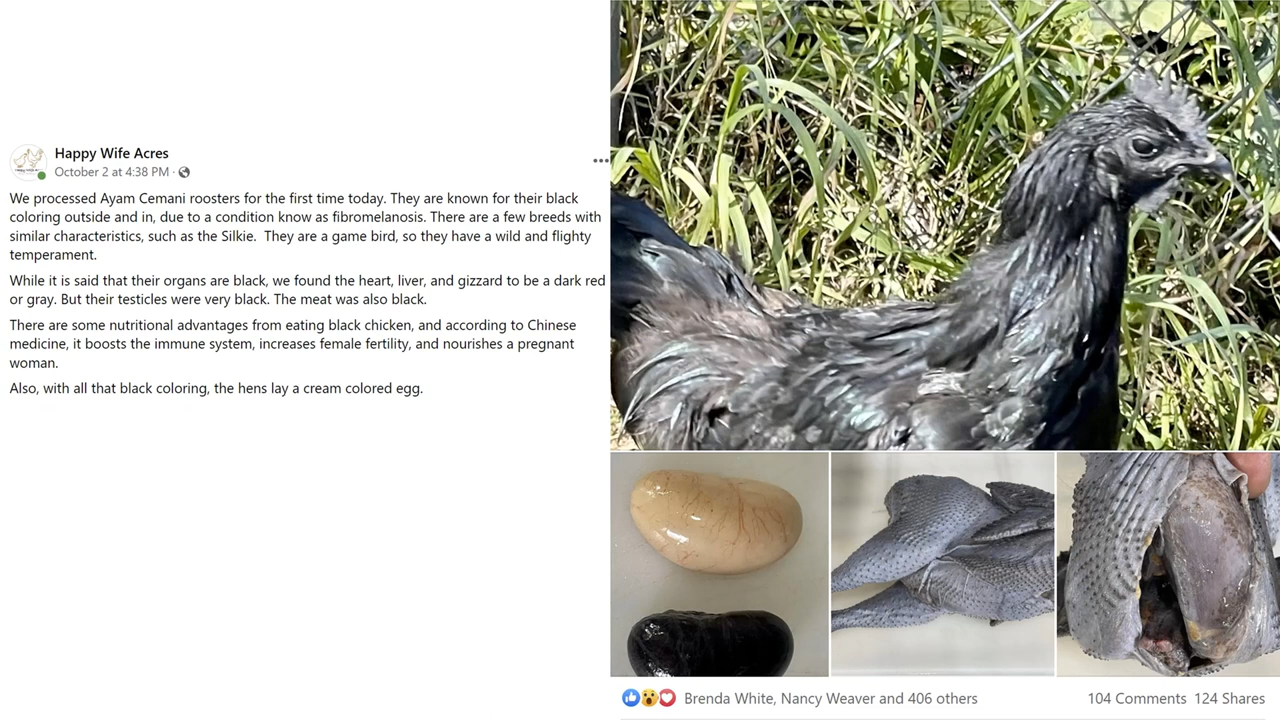 Happy Wife Acres
October 2 at 4:38 PM ·
We processed Ayam Cemani roosters for the first time today. They are known for their black
coloring outside and in, due to a condition know as fibromelanosis. There are a few breeds with
similar characteristics, such as the Silkie.  They are a game bird, so they have a wild and flighty
temperament.
While it is said that their organs are black, we found the heart, liver, and gizzard to be a dark red
or gray. But their testicles were very black. The meat was also black.
There are some nutritional advantages from eating black chicken, and according to Chinese
medicine, it boosts the immune system, increases female fertility, and nourishes a pregnant
woman.
Also, with all that black coloring, the hens lay a cream colored egg.
Brenda White, Nancy Weaver and 406 others
104 Comments 124 Shares